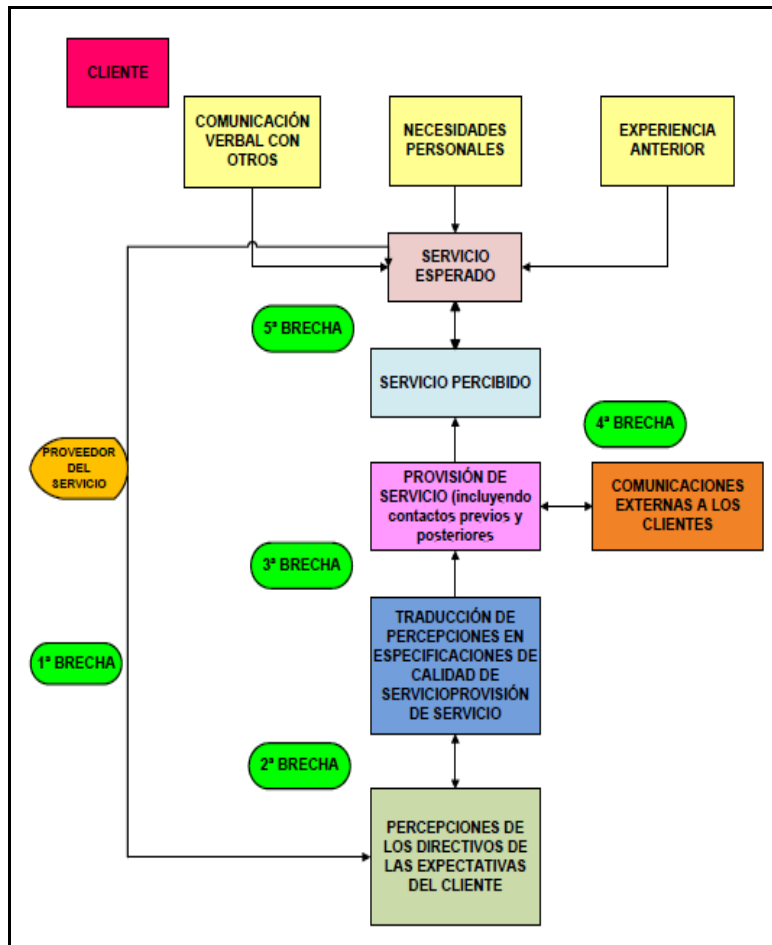 CLIENTE
COMUNICACIÓN
VERBAL CON
OTROS
NECESIDADES
PERSONALES
EXPERIENCIA
ANTERIOR
SERVICIO
ESPERADO
5ª BRECHA
SERVICIO PERCIBIDO
4ª BRECHA
PROVEEDOR
DEL
SERVICIO
PROVISIÓN DE
SERVICIO (incluyendo
contactos previos y
posteriores
COMUNICACIONES
EXTERNAS A LOS
CLIENTES
3ª BRECHA
TRADUCCIÓN DE
PERCEPCIONES EN
ESPECIFICACIONES DE
CALIDAD DE
SERVICIOPROVISIÓN
DE SERVICIO
1ª BRECHA
2ª BRECHA
PERCEPCIONES DE
LOS DIRECTIVOS DE
LAS EXPECTATIVAS
DEL CLIENTE